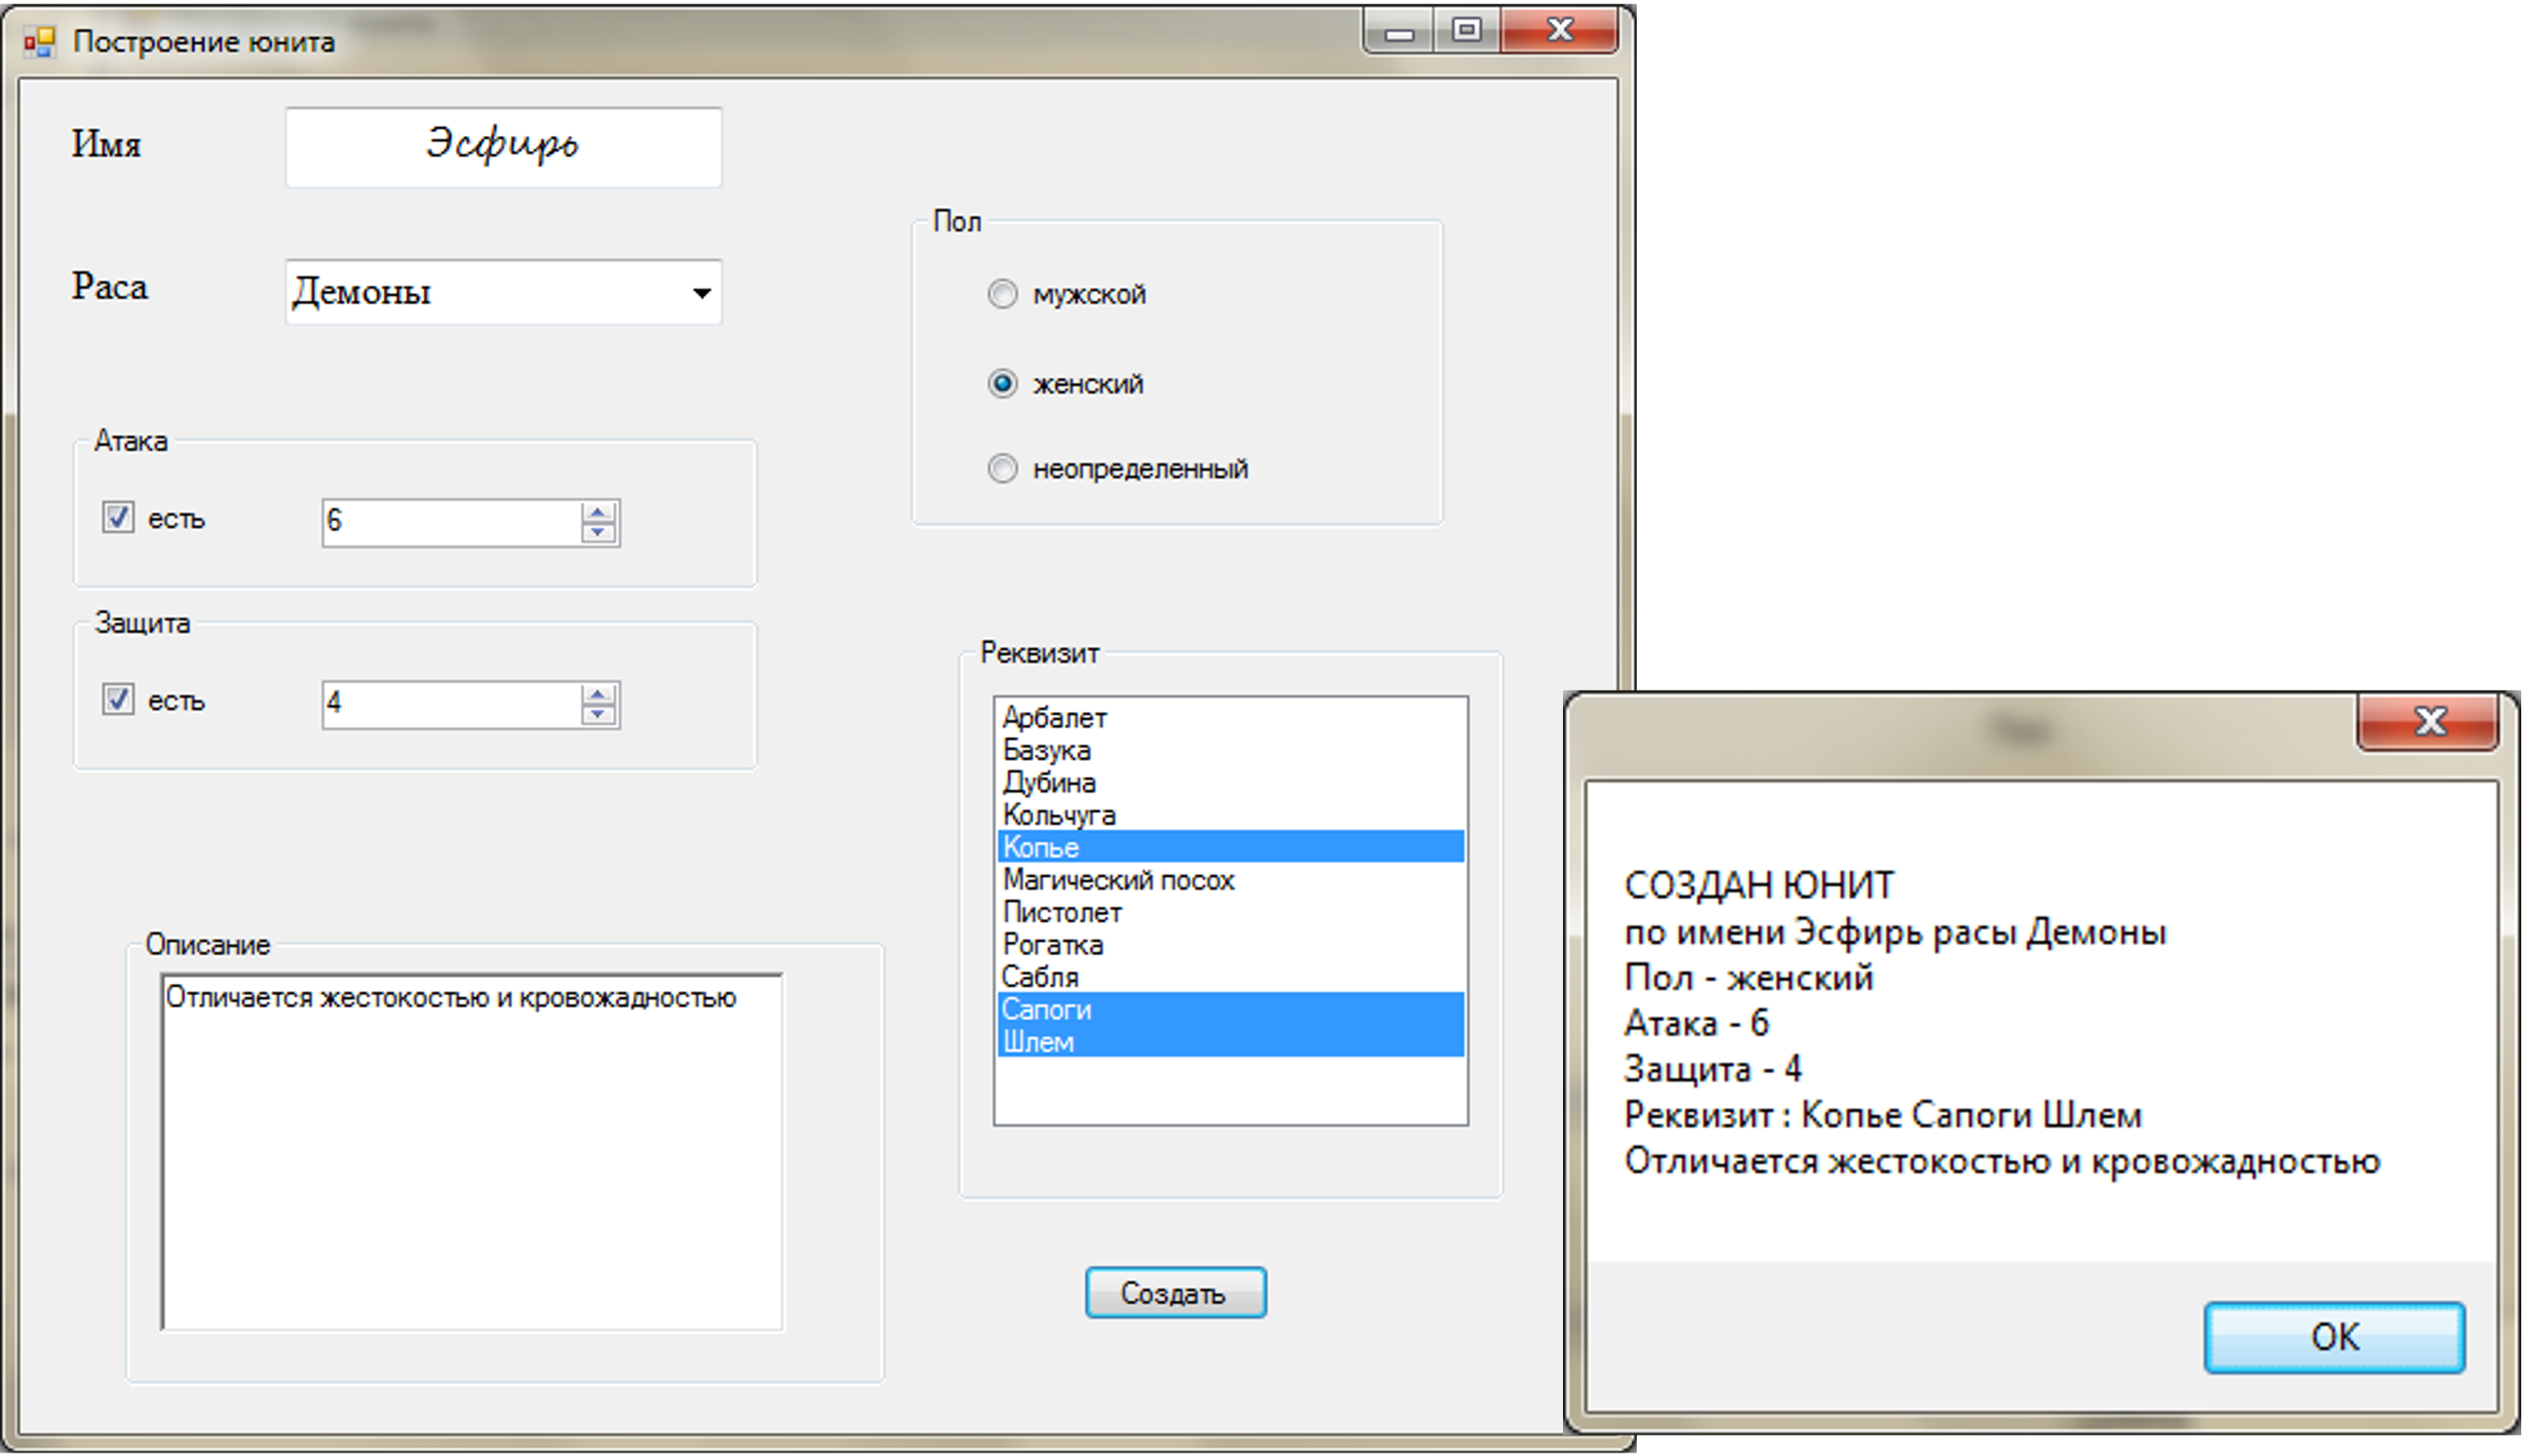 Построение юнита
Имя
Эсфирь
Раса
Демоны
Пол
мужской
женский
неопределенный
Атака
есть
6
Защита
есть
4
Реквизит
Арбалет
Базука
Дубина
Кольчуга
Копье
Магический посох
Пистолет
Рогатка
Сабля
Сапоги
Шлем
Описание
Отличается жестокостью и кровожадностью
Создать
СОЗДАН ЮНИТ
по имени Эсфирь расы Демоны
Пол - женский
Атака - 6
Защита - 4
Реквизит : Копье Сапоги Шлем
Отличается жестокостью и кровожадностью
OK